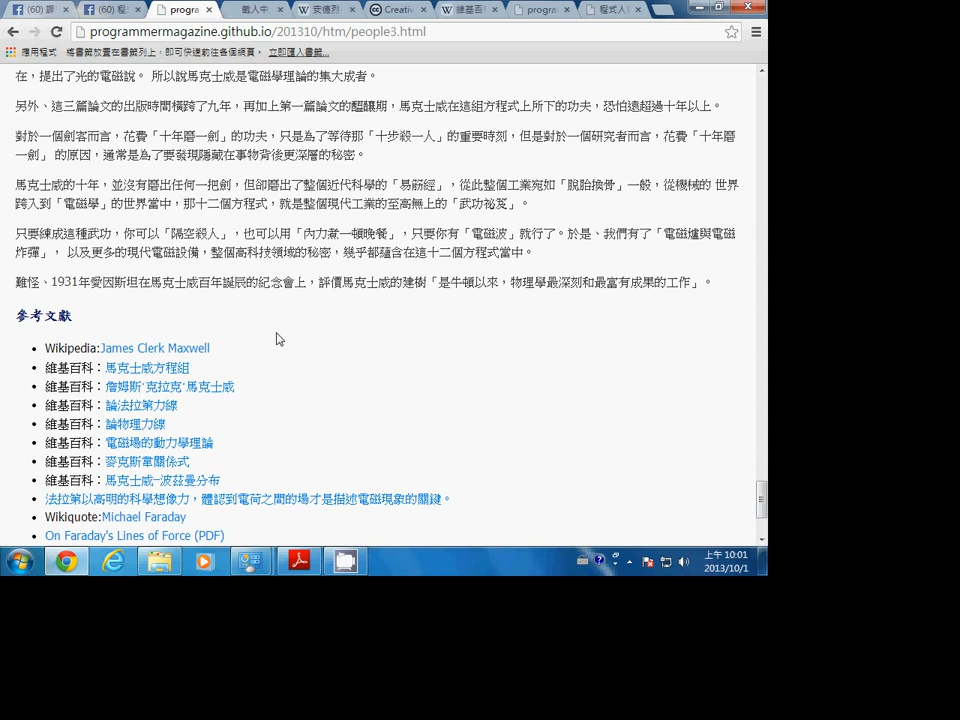 (60) 程
progra
載人中
安德烈-
Creativ
維基百
progran
程式人
programmermagazine.github.io/201310/htm/people3.html
應用程式 將書籤放置在書籤列上，即可快速前往各個網頁。 立即匯入書籤...
在，提出了光的電磁說。 所以說馬克士威是電磁學理論的集大成者。
另外、這三篇論文的出版時間橫跨了九年，再加上第一篇論文的醞釀期，馬克士威在這組方程式上所下的功夫，恐怕遠超過十年以上。
對於一個劍客而言，花費「十年磨一劍」的功夫，只是為了等待那「十步殺一人」的重要時刻，但是對於一個研究者而言，花費「十年磨
一劍」 的原因，通常是為了要發現隱藏在事物背後更深層的秘密。
馬克士威的十年，並沒有磨出任何一把劍，但卻磨出了整個近代科學的「易筋經」，從此整個工業宛如「脫胎換骨」一般，從機械的 世界
跨入到「電磁學」的世界當中，那十二個方程式，就是整個現代工業的至高無上的「武功祕笈」。
只要練成這種武功，你可以「隔空殺人」，也可以用「內力煮一頓晚餐」，只要你有「電磁波」就行了。於是、我們有了「電磁爐與電磁
炸彈」， 以及更多的現代電磁設備，整個高科技領域的秘密，幾乎都蘊含在這十二個方程式當中。
難怪、1931年愛因斯坦在馬克士威百年誕辰的紀念會上，評價馬克士威的建樹「是牛頓以來，物理學最深刻和最富有成果的工作」。
參考文獻
Wikipedia:James Clerk Maxwell
維基百科：馬克士威方程組
維基百科：詹姆斯·克拉克·馬克士威
維基百科：論法拉第力線
維基百科：論物理力線
維基百科：電磁場的動力學理論
維基百科：麥克斯韋關係式
維基百科：馬克士威-波茲曼分布
法拉第以高明的科學想像力，體認到電荷之間的場才是描述電磁現象的關鍵。
Wikiquote:Michael Faraday
On Faraday's Lines of Force (PDF)
上午 10:01
2013/10/1